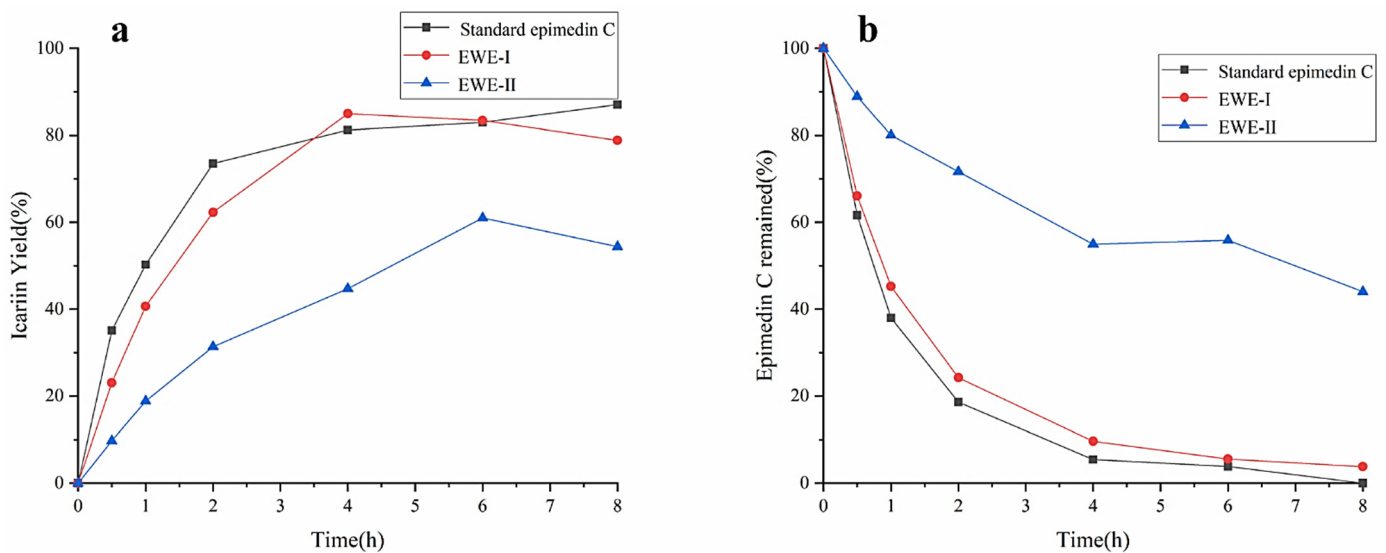 a
Standard epimedin C
EWE-I
EWE-II
Icariin Yield(%)
100
80
60
40
20
0
0 1 2 3 4 5 6 7 8
Time(h)
b
Standard epimedin C
EWE-I
EWE-II
Epimedin C remained(%)
100
80
60
40
20
0
0 1 2 3 4 5 6 7 8
Time(h)